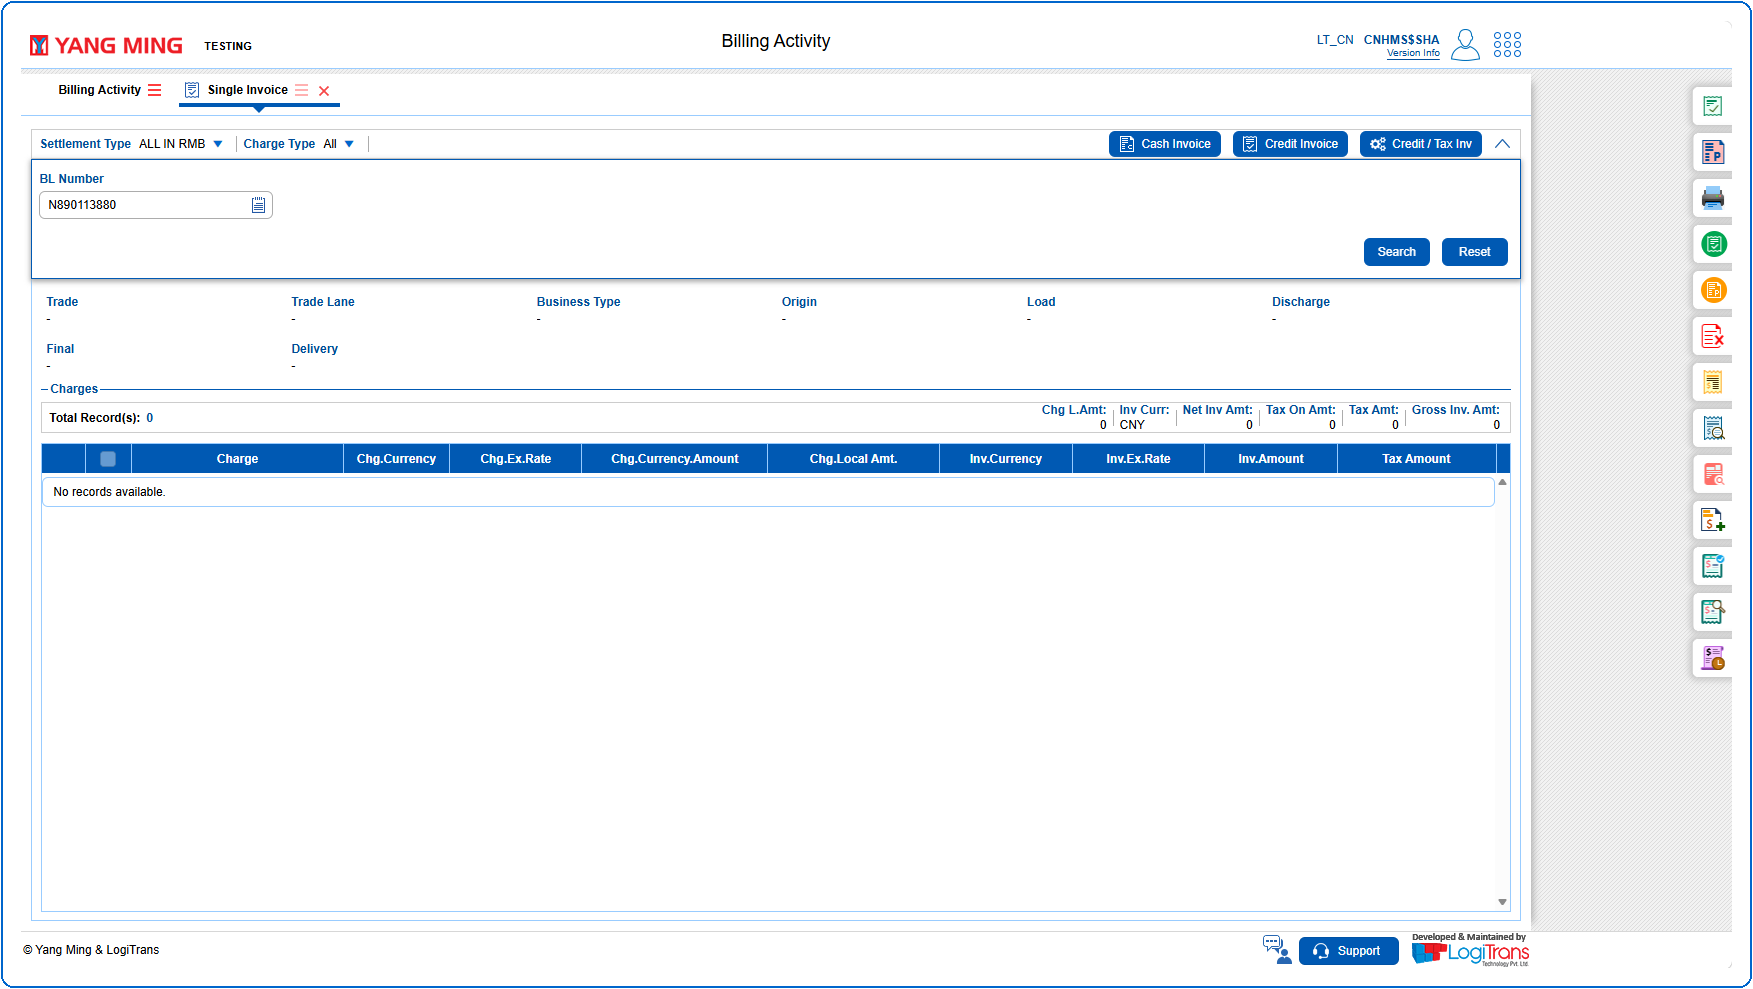 YANG MING TESTING
Billing Activity
LT_CN CNHMS$SHA
Version Info
Billing Activity
Single Invoice
Settlement Type ALL IN RMB
Charge Type All
Cash Invoice
Credit Invoice
Credit / Tax Inv
BL Number
N890113880
Search
Reset
Trade
-
Trade Lane
-
Business Type
-
Origin
-
Load
-
Discharge
-
Final
-
Delivery
-
Charges
Total Record(s): 0
Chg L.Amt:
0
Inv Curr:
CNY
Net Inv Amt:
0
Tax On Amt:
0
Tax Amt:
0
Gross Inv. Amt:
0
Charge
Chg.Currency
Chg.Ex.Rate
Chg.Currency.Amount
Chg.Local Amt.
Inv.Currency
Inv.Ex.Rate
Inv.Amount
Tax Amount
No records available.
© Yang Ming & LogiTrans
Support
Developed & Maintained by
LogiTrans
Technology Pvt. Ltd.